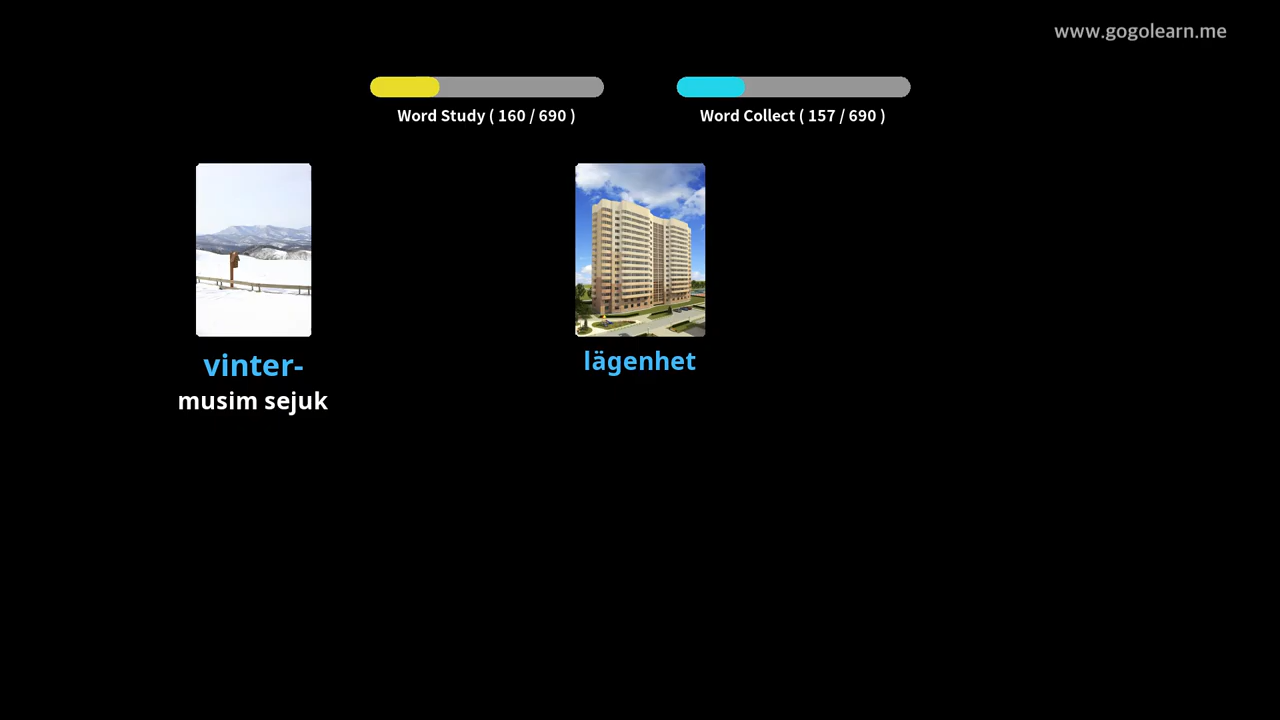 www.gogolearn.me
Word Study ( 160 / 690 )
Word Collect ( 157 / 690 )
vinter-
musim sejuk
lägenhet